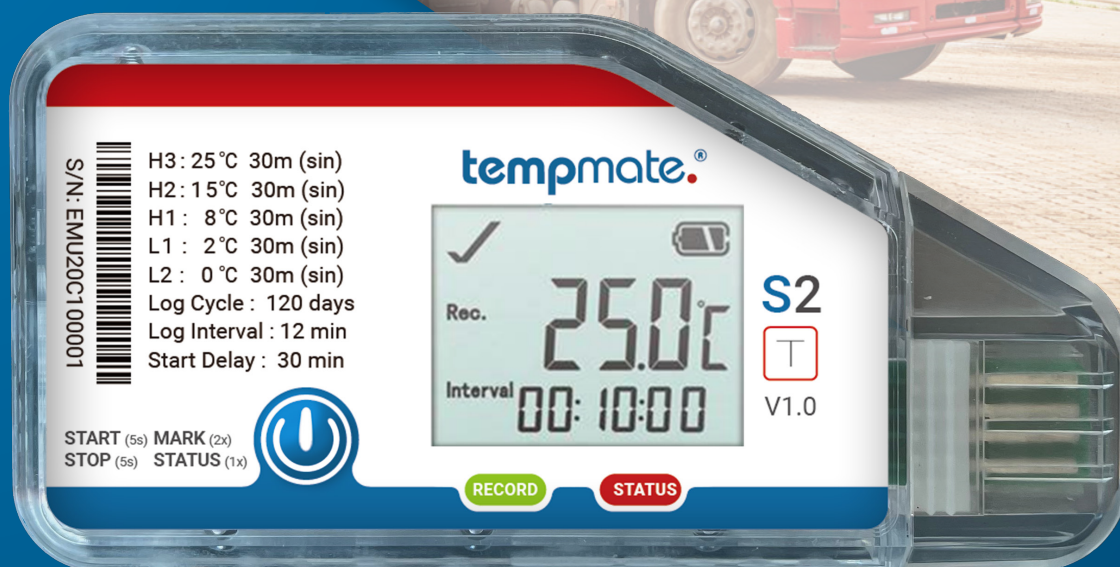 S/N: EMU20C100001
H3 : 25°C 30m (sin)
H2 : 15°C 30m (sin)
H1 : 8°C 30m (sin)
L1 : 2°C 30m (sin)
L2 : 0°C 30m (sin)
Log Cycle : 120 days
Log Interval : 12 min
Start Delay : 30 min
START (5s) MARK (2x)
STOP (5s) STATUS (1x)
tempmate.®
Rec. 25.0°C
Interval 00:10:00
S2
T
V1.0
RECORD STATUS